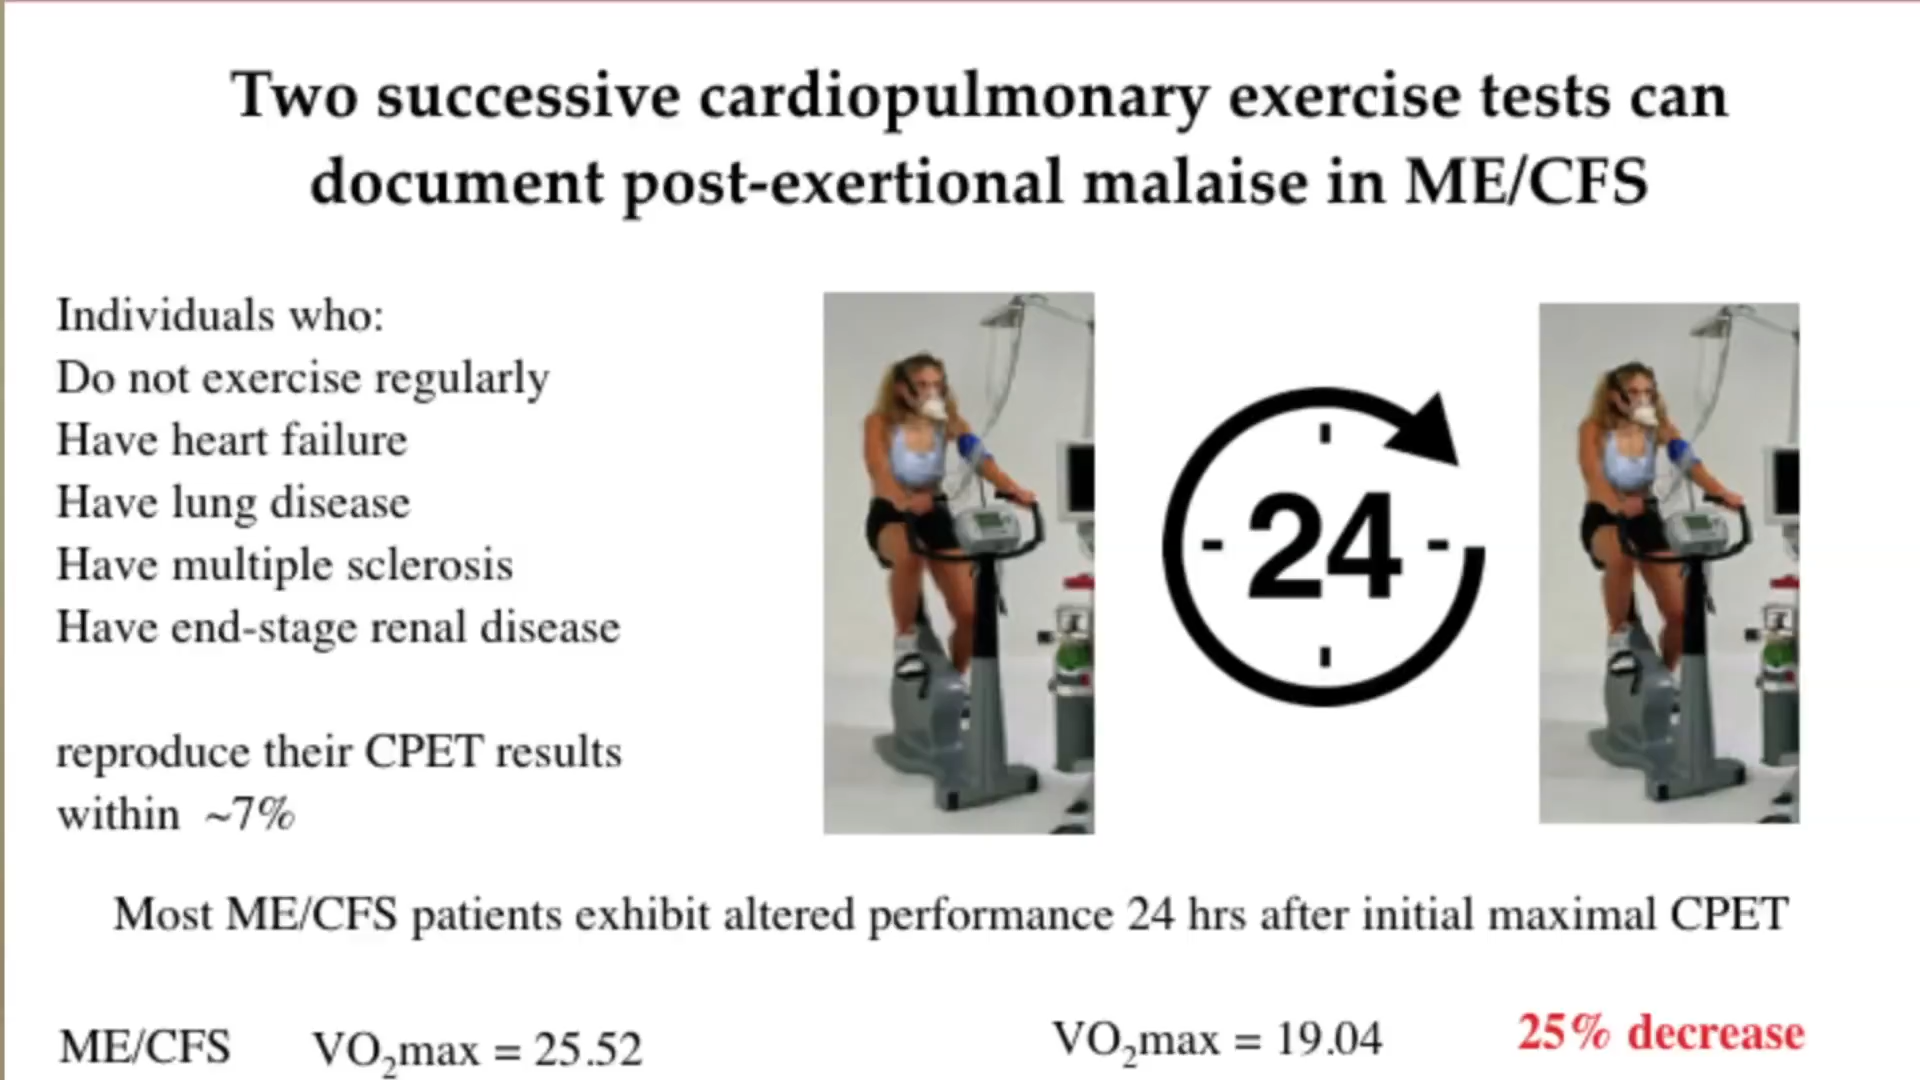 Two successive cardiopulmonary exercise tests can
document post-exertional malaise in ME/CFS
Individuals who:
Do not exercise regularly
Have heart failure
Have lung disease
Have multiple sclerosis
Have end-stage renal disease
reproduce their CPET results
within ~7%
24
Most ME/CFS patients exhibit altered performance 24 hrs after initial maximal CPET
ME/CFS VO₂max = 25.52 VO₂max = 19.04 25% decrease